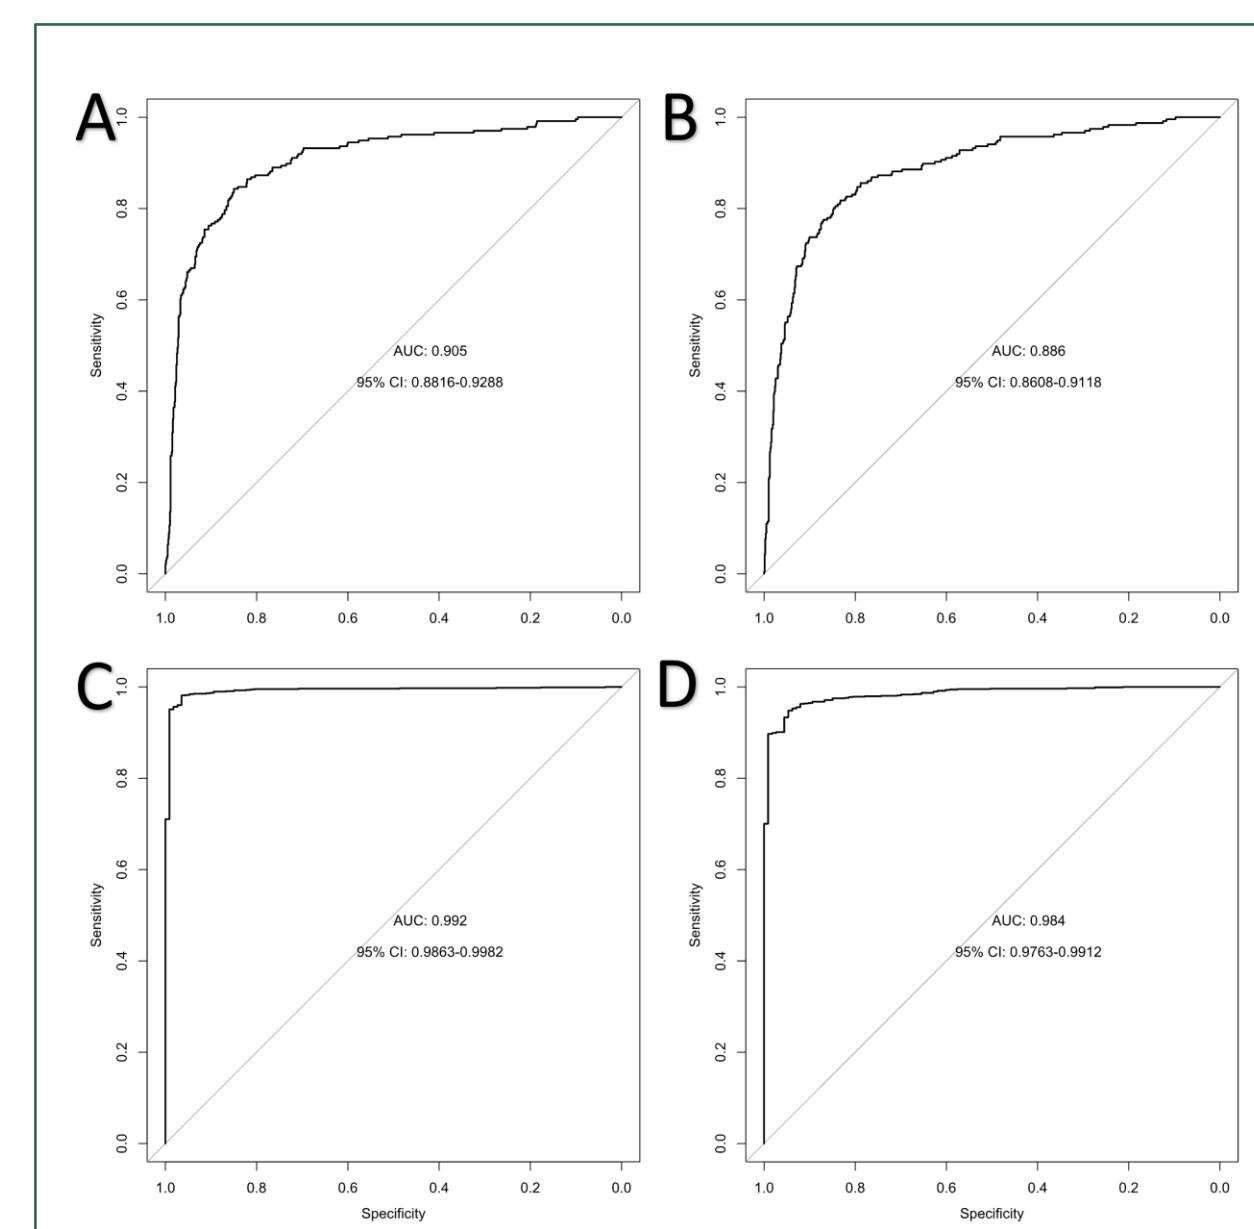 A
1.0
0.8
0.6
0.4
0.2
0.0
Sensitivity
AUC: 0.905
95% CI: 0.8816-0.9288
1.0 0.8 0.6 0.4 0.2 0.0
B
1.0
0.8
0.6
0.4
0.2
0.0
Sensitivity
AUC: 0.886
95% CI: 0.8608-0.9118
1.0 0.8 0.6 0.4 0.2 0.0
C
1.0
0.8
0.6
0.4
0.2
0.0
Sensitivity
AUC: 0.992
95% CI: 0.9863-0.9982
1.0 0.8 0.6 0.4 0.2 0.0
Specificity
D
1.0
0.8
0.6
0.4
0.2
0.0
Sensitivity
AUC: 0.984
95% CI: 0.9763-0.9912
1.0 0.8 0.6 0.4 0.2 0.0
Specificity